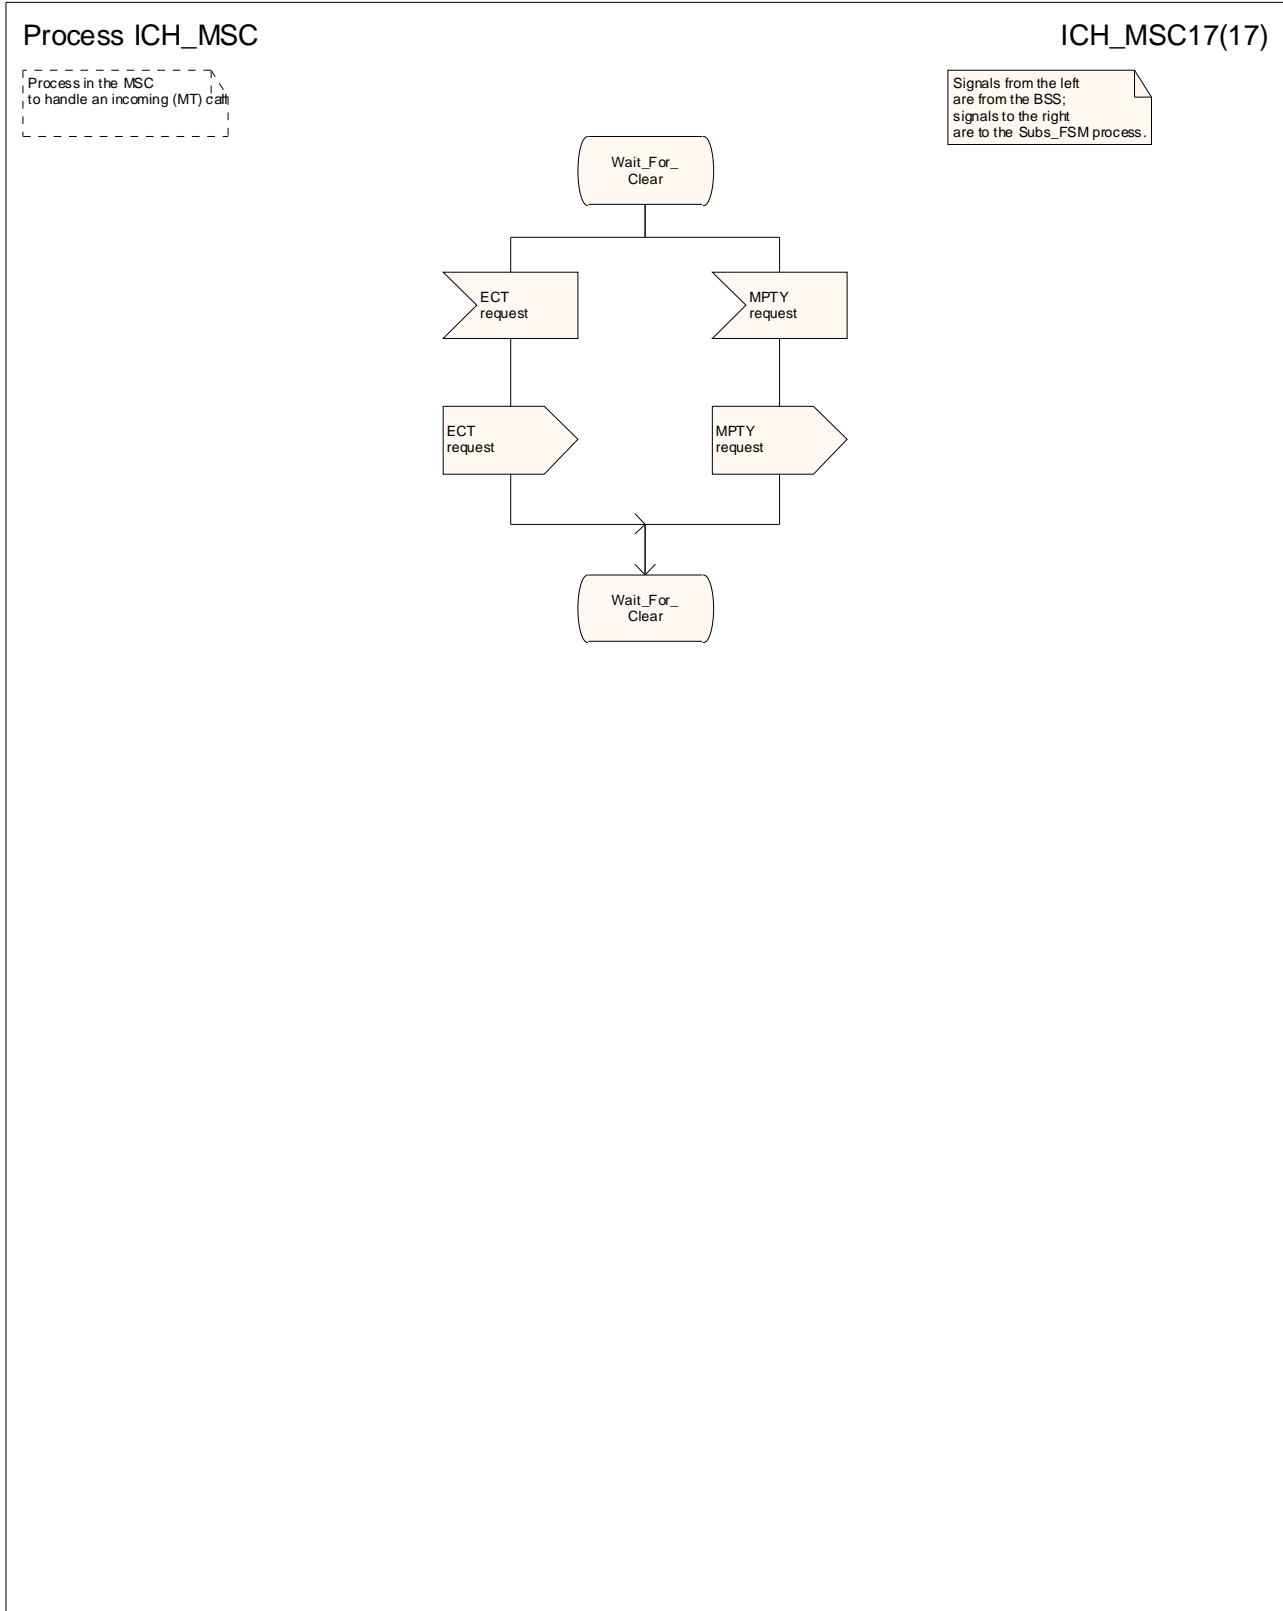 Process ICH_MSC
ICH_MSC17(17)
Process in the MSC
to handle an incoming (MT) call
Signals from the left
are from the BSS;
signals to the right
are to the Subs_FSM process.
Wait_For_
Clear
ECT
request
MPTY
request
ECT
request
MPTY
request
Wait_For_
Clear